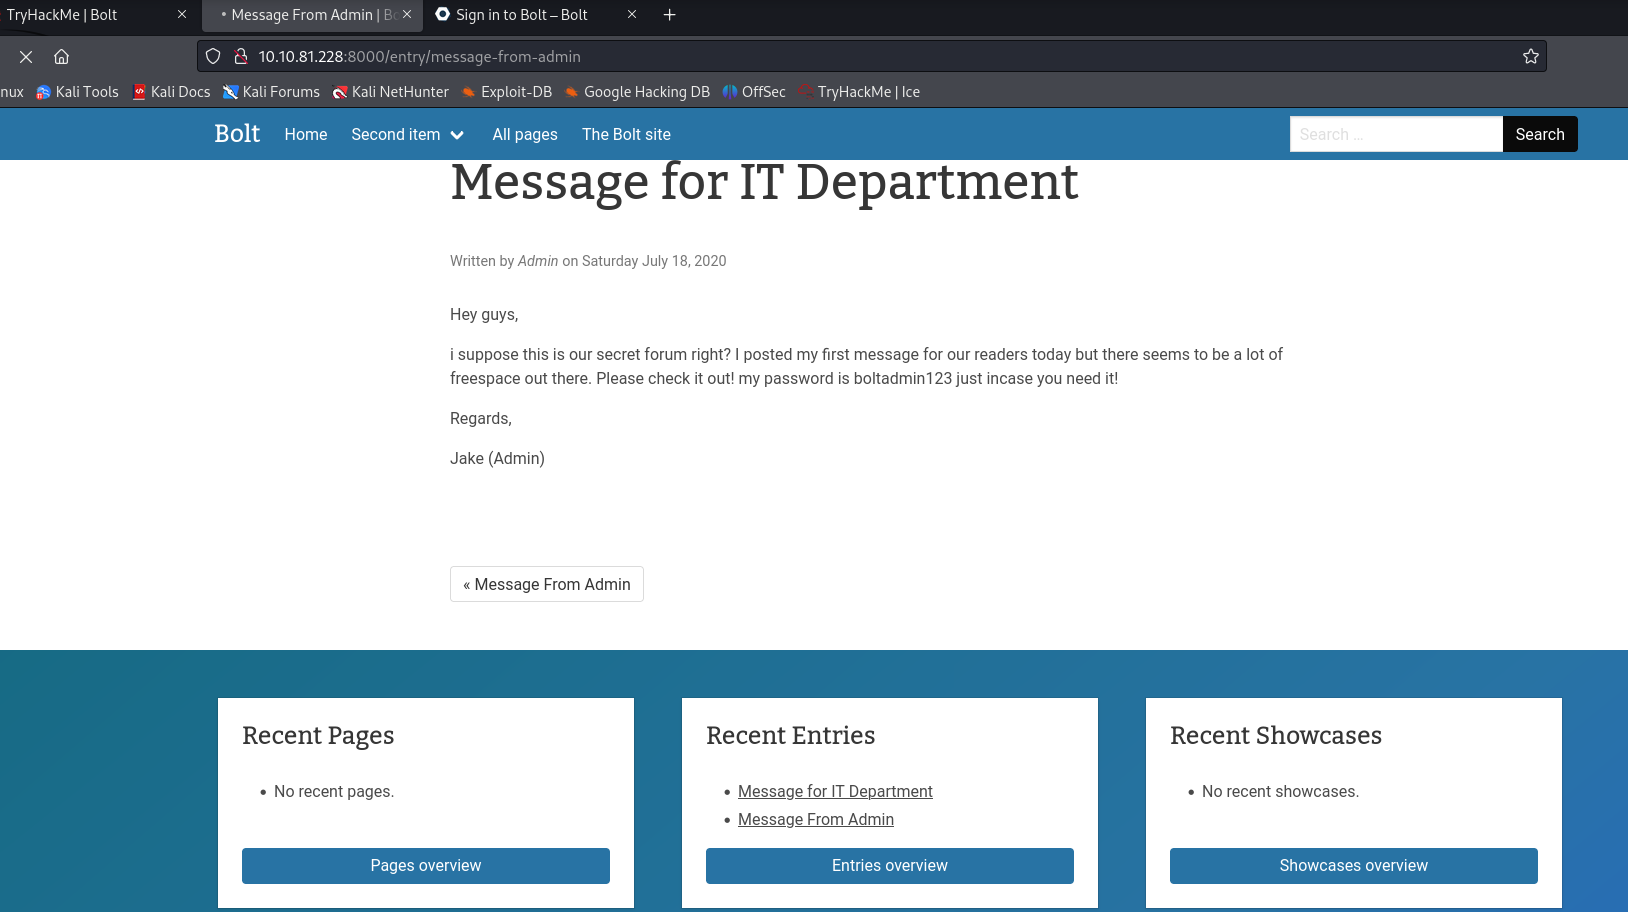 TryHackMe | Bolt
Message From Admin | Bo
Sign in to Bolt – Bolt
10.10.81.228:8000/entry/message-from-admin
nux
Kali Tools
Kali Docs
Kali Forums
Kali NetHunter
Exploit-DB
Google Hacking DB
OffSec
TryHackMe | Ice
Bolt
Home
Second item
All pages
The Bolt site
Search ...
Search
Message for IT Department
Written by Admin on Saturday July 18, 2020
Hey guys,
i suppose this is our secret forum right? I posted my first message for our readers today but there seems to be a lot of
freespace out there. Please check it out! my password is boltadmin123 just incase you need it!
Regards,
Jake (Admin)
« Message From Admin
Recent Pages
• No recent pages.
Pages overview
Recent Entries
• Message for IT Department
• Message From Admin
Entries overview
Recent Showcases
• No recent showcases.
Showcases overview